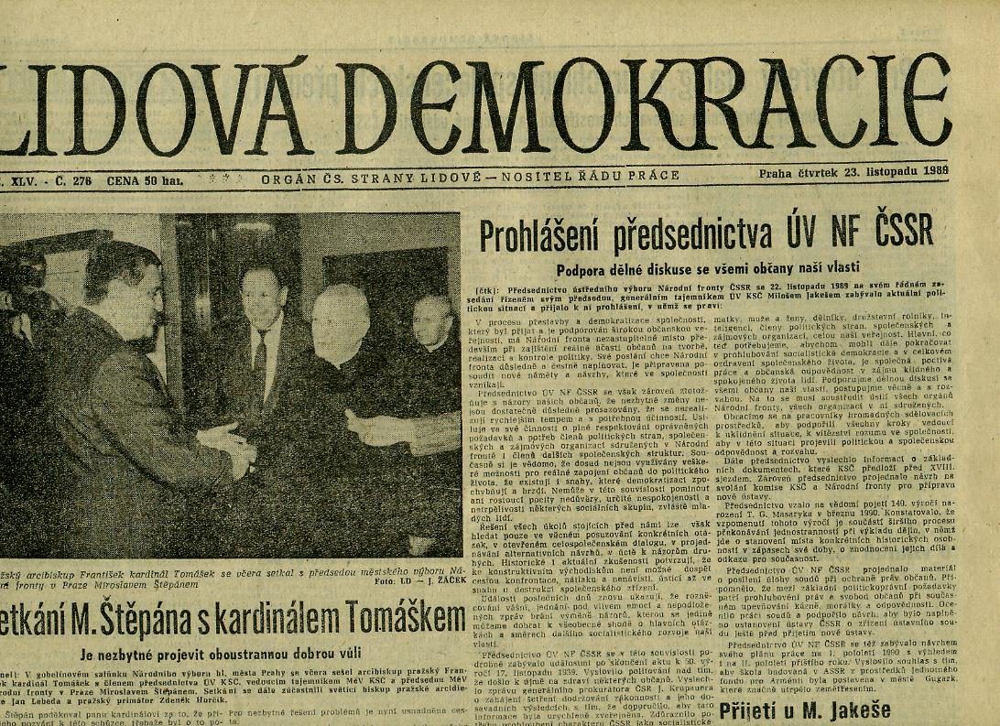 LIDOVÁ DEMOKRACIE
XLV. - Č. 276 CENA 50 hal. ORGÁN ČS. STRANY LIDOVÉ — NOSITEL ŘÁDU PRÁCE Praha čtvrtek 23. listopadu 1989
žský arcibiskup František kardinál Tomášek se včera setkal s předsedou městského výboru Ná-
fronty v Praze Miroslavem Štěpánem
Foto: LD — J. ŽÁČEK
etkání M. Štěpána s kardinálem Tomáškem
Je nezbytné projevit oboustrannou dobrou vůli
V gobelínovém salónku Národního výboru hl. města Prahy se včera sešel arcibiskup pražský Fran-
k kardinál Tomášek s členem předsednictva ÚV KSČ, vedoucím tajemníkem MěV KSČ a předsedou MěV
rodní fronty v Praze Miroslavem Štěpánem. Setkání se dále zúčastnili světící biskup pražské arcidie-
Jan Lebeda a pražský primátor Zdeněk Horčík.
Štěpán poděkoval panu kardinálovi za to, že při-
jeho pozvání k této schůzce, třebaže byl o to po-
Pro nezbytné řešení problémů je nyní usnadněna ces-
ta.
Prohlášení předsednictva ÚV NF ČSSR
Podpora dělné diskuse se všemi občany naší vlasti
(čtk): Předsednictvo ústředního výboru Národní fronty ČSSR se 22. listopadu 1989 na svém řádném za-
sedání řízeném svým předsedou, generálním tajemníkem ÚV KSČ Milošem Jakešem zabývalo aktuální poli-
tickou situací a přijalo k ní prohlášení, v němž se praví:
V procesu přestavby a demokratizace společnosti,
který byl přijat a je podporován širokou občanskou ve-
řejností, má Národní fronta nezastupitelné místo pře-
devším při zajištění reálné účasti občanů na tvorbě,
realizaci a kontrole politiky. Své poslání chce Národní
fronta důsledně a čestně naplňovat. Je připravena po-
soudit nové náměty a návrhy, které ve společnosti
vznikají.
Předsednictvo ÚV NF ČSSR se však zároveň ztotož-
ňuje s názory našich občanů, že nezbytné změny ne-
jsou dostatečně důsledně prosazovány, že se nereali-
zují rychlejším tempem a s potřebnou účinností. Usi-
luje ve své činnosti o plné respektování oprávněných
požadavků a potřeb členů politických stran, společen-
ských a zájmových organizací sdružených v Národní
frontě i členů dalších společenských struktur. Sou-
časně si je vědomo, že dosud nejsou využívány veške-
ré možnosti pro reálné zapojení občanů do politického
života, že existují i snahy, které demokratizaci zpo-
chybňují a brzdí. Nemůže v této souvislosti pominout
ani rostoucí pocity nedůvěry, určité nespokojenosti a
netrpělivosti některých sociálních skupin, zvláště mla-
dých lidí.
Řešení všech úkolů stojících před námi lze však
hledat pouze ve věcném posuzování konkrétních otá-
zek, v otevřeném celospolečenském dialogu, v projed-
návání alternativních návrhů, v úctě k názorům dru-
hých. Historické i aktuální zkušenosti potvrzují, že
ke konstruktivním východiskům není možné dospět
cestou konfrontace, nátlaku a nenávisti, ústící až ve
snahu o destrukci společenského zřízení.
Události posledních dnů znovu ukazují, že rozně-
cování vášní, jednání pod vlivem emocí a nepodlože-
ných zpráv brání výměně názorů, kterou se jedině
můžeme dobrat k všeobecné shodě o hlavních otáz-
kách a směrech dalšího socialistického rozvoje naší
vlasti.
Předsednictvo ÚV NF ČSSR se v této souvislosti po-
drobně zabývalo událostmi po skončení aktu k 50. vý-
ročí 17. listopadu 1939. Vyslovilo politování nad tím,
že došlo k újmě na zdraví některých občanů. Vyslech-
lo zprávu generálního prokurátora ČSR J. Krupauera
o zahájení šetření dodržování zákonnosti a jeho do-
savadních výsledcích s tím, že doporučilo, aby tato
informace byla urychleně zveřejněna. Zdůraznilo po-
třebu prohloubení charakteru ČSSR jako socialistické-
matky, muže a ženy, dělníky, družstevní rolníky, in-
teligenci, členy politických stran, společenských a
zájmových organizací, celou naši veřejnost. Hlavní, co
teď potřebujeme, abychom mohli dále pokračovat
v prohlubování socialistické demokracie a v celkovém
ozdravení společenského života, je společná poctivá
práce a občanská odpovědnost v zájmu klidného a
spokojeného života lidí. Podporujme dělnou diskusi se
všemi občany naší vlasti, postupujme věcně a s roz-
vahou. Na to se musí soustředit úsilí všech orgánů
Národní fronty, všech organizací v ní sdružených.
Obracíme se na pracovníky hromadných sdělovacích
prostředků, aby podpořili všechny kroky vedoucí
k uklidnění situace, k vítězství rozumu ve společnosti,
aby v této situaci projevili politickou a společenskou
odpovědnost a rozvahu.
Dále předsednictvo vyslechlo informaci o základ-
ních dokumentech, které KSČ předloží před XVIII.
sjezdem. Zároveň předsednictvo projednalo návrh na
svolání komise KSČ a Národní fronty pro přípravu
nové ústavy.
Předsednictvo vzalo na vědomí pojetí 140. výročí na-
rození T. G. Masaryka v březnu 1990. Konstatovalo, že
vzpomenutí tohoto výročí je součástí širšího procesu
překonávání jednostranností při výkladu dějin, v němž
jde o stanovení místa konkrétních historických osob-
ností v zápasech své doby, o zhodnocení jejich díla a
odkazu pro současnost.
Předsednictvo ÚV NF ČSSR projednalo materiál
o posílení úlohy soudů při ochraně práv občanů. Při-
pomnělo, že mezi základní politickoprávní požadavky
patří prohlubování práv a svobod občanů při součas-
ném upevňování kázně, morálky a odpovědnosti. Oce-
nilo práci soudů a podpořilo návrh, aby bylo naplně-
no ustanovení ústavy ČSSR o zřízení ústavního sou-
du ještě před přijetím nové ústavy.
Předsednictvo ÚV NF ČSSR se též zabývalo návrhem
svého plánu práce na I. pololetí 1990 s výhledem
i na II. pololetí příštího roku. Vyslovilo souhlas s tím,
aby škola budovaná v ASSR z prostředků jednotného
fondu pro Arménii byla postavena v městě Gugark,
které značně utrpělo zemětřesením.
Přijetí u M. Jakeše